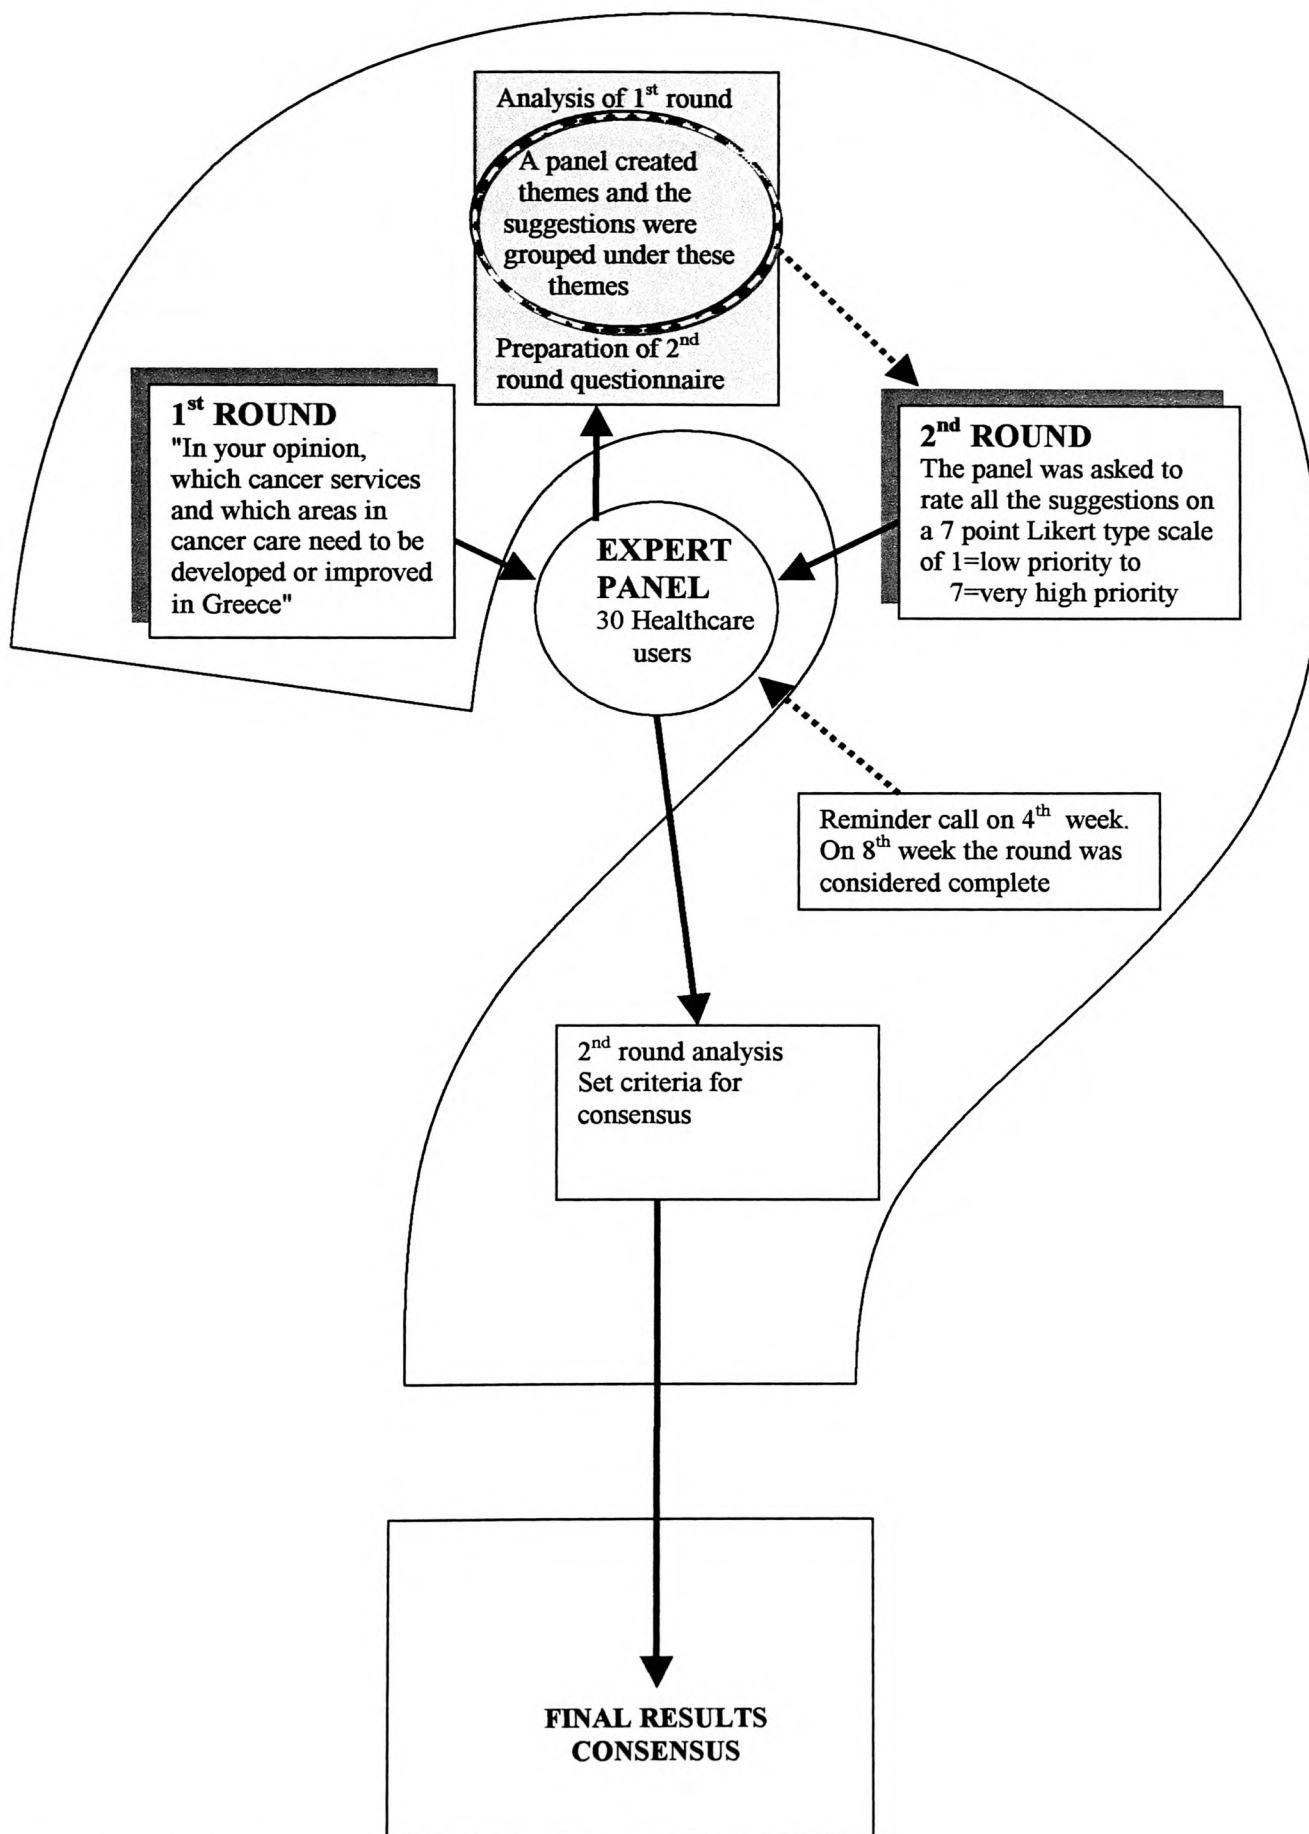 Analysis of 1st round
A panel created
themes and the
suggestions were
grouped under these
themes
Preparation of 2nd
round questionnaire
1st ROUND
"In your opinion,
which cancer services
and which areas in
cancer care need to be
developed or improved
in Greece"
2nd ROUND
The panel was asked to
rate all the suggestions on
a 7 point Likert type scale
of 1=low priority to
7=very high priority
EXPERT
PANEL
30 Healthcare
users
Reminder call on 4th week.
On 8th week the round was
considered complete
2nd round analysis
Set criteria for
consensus
FINAL RESULTS
CONSENSUS